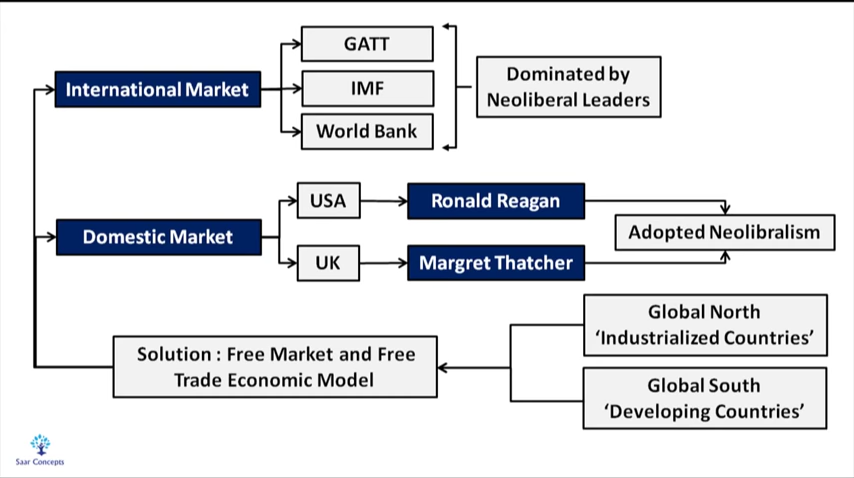 GATT
International Market
IMF
World Bank
Dominated by
Neoliberal Leaders
USA
Ronald Reagan
Domestic Market
Adopted Neolibralism
UK
Margret Thatcher
Global North
‘Industrialized Countries’
Solution : Free Market and Free
Trade Economic Model
Global South
‘Developing Countries’
Saar Concepts